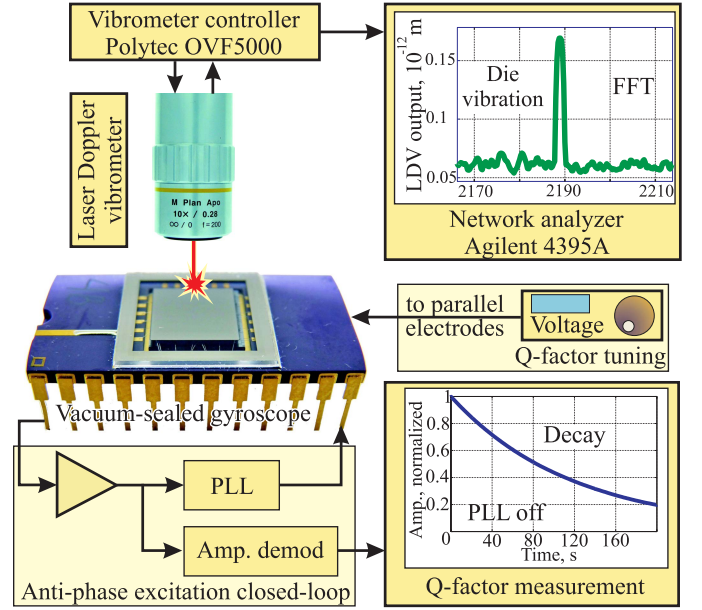 Vibrometer controller
Polytec OVF5000
Laser Doppler
vibrometer
M Plan Apo
10× / 0.28
∞ / 0 f=200
LDV output, 10⁻¹² m
0.15
0.1
0.05
Die
vibration
FFT
2170
2190
2210
Network analyzer
Agilent 4395A
to parallel
electrodes
Voltage
Q-factor tuning
Vacuum-sealed gyroscope
PLL
Amp. demod
Anti-phase excitation closed-loop
Amp., normalized
1
0.8
0.6
0.4
0.2
Decay
PLL off
0
40
80
120
160
Time, s
Q-factor measurement